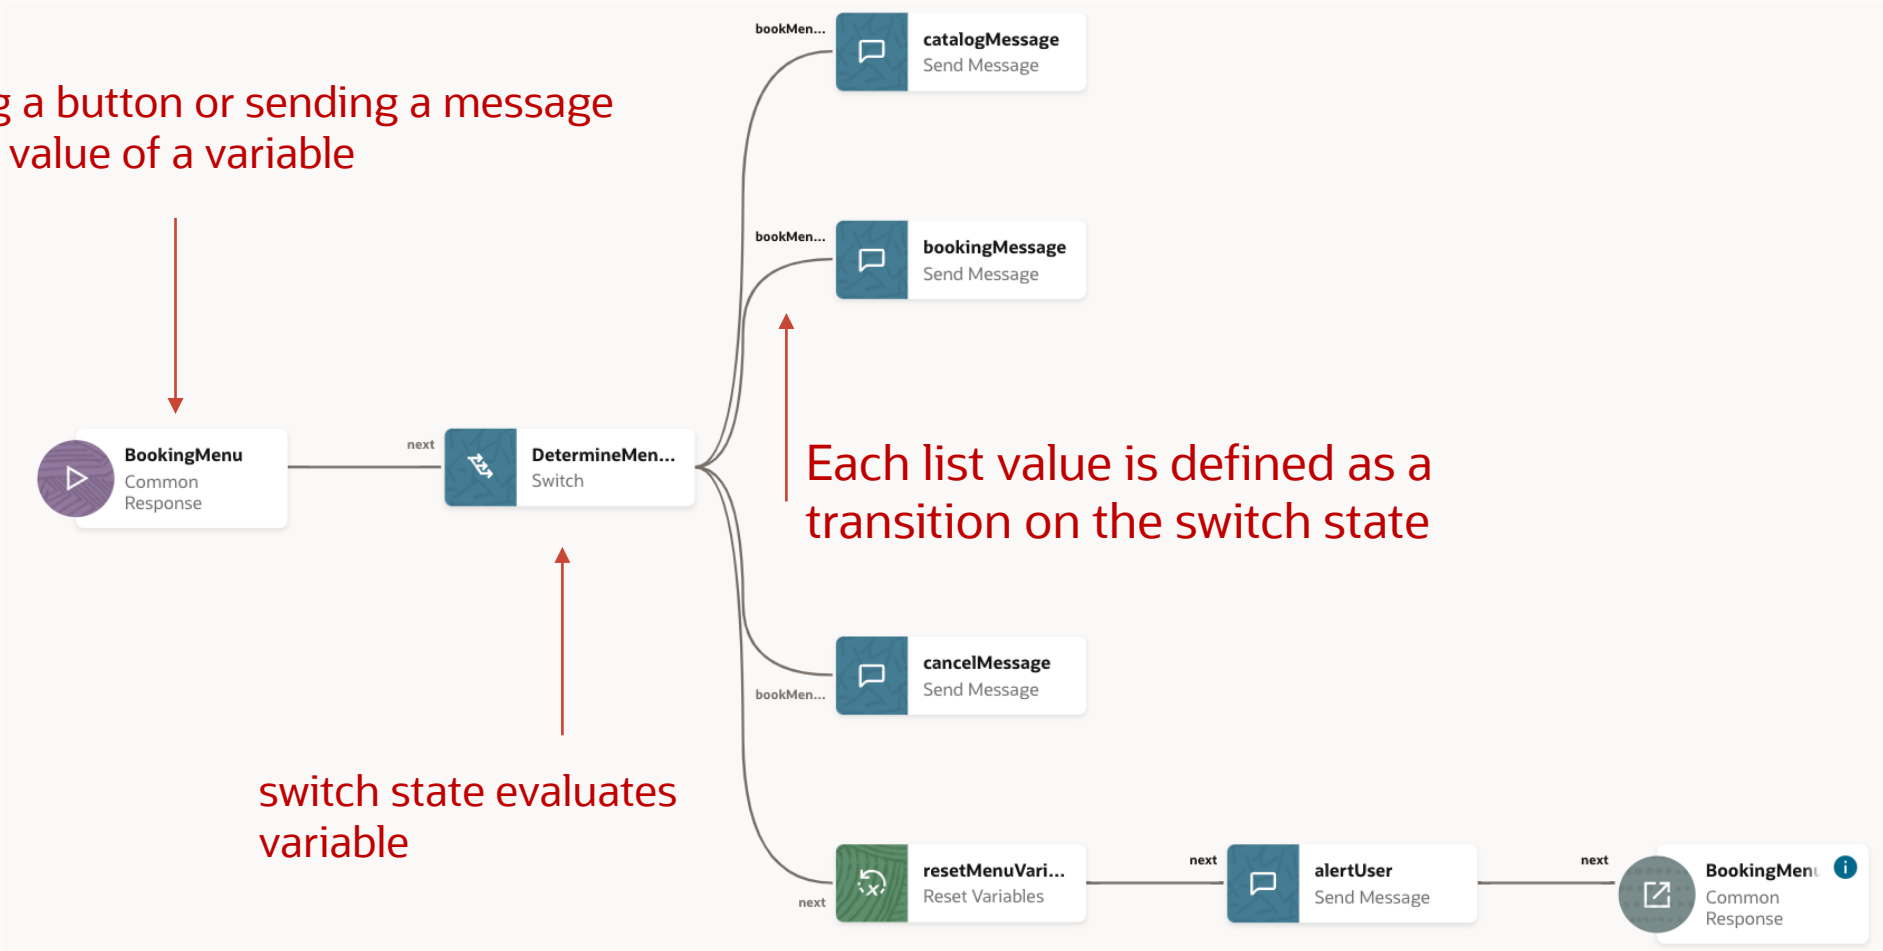 bookMen...
catalogMessage
Send Message
g a button or sending a message
value of a variable
bookMen...
bookingMessage
Send Message
BookingMenu
Common
Response
next
DetermineMen...
Switch
Each list value is defined as a
transition on the switch state
cancelMessage
Send Message
bookMen...
switch state evaluates
variable
next
resetMenuVari...
Reset Variables
next
alertUser
Send Message
next
BookingMenu
Common
Response